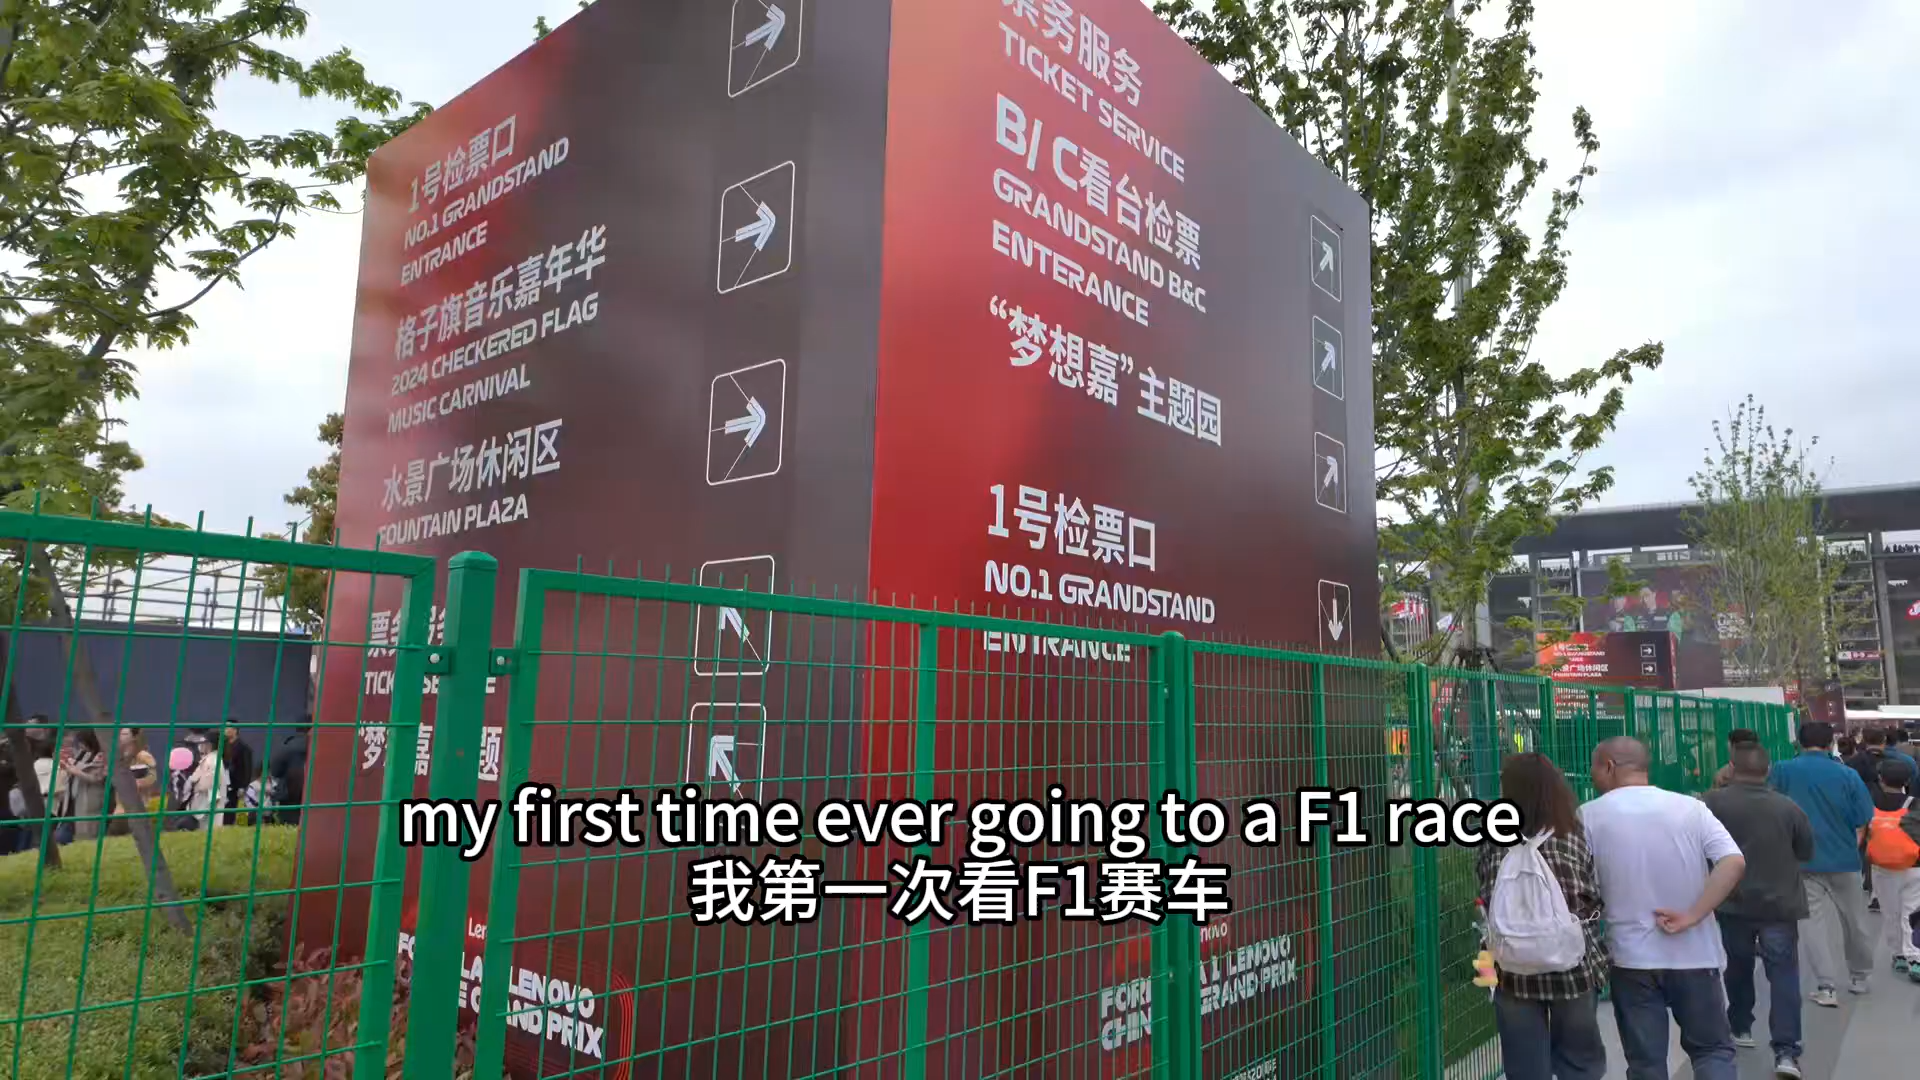 1号检票口
NO.1 GRANDSTAND
ENTRANCE
格子旗音乐嘉年华
2024 CHECKERED FLAG
MUSIC CARNIVAL
水景广场休闲区
FOUNTAIN PLAZA
票务服务
TICKET SERVICE
B/ C看台检票
GRANDSTAND B&C
ENTERANCE
“梦想嘉”主题园
1号检票口
NO.1 GRANDSTAND
ENTRANCE
my first time ever going to a F1 race
我第一次看F1赛车
LENOVO
GRAND PRIX
1 LENOVO
GRAND PRIX